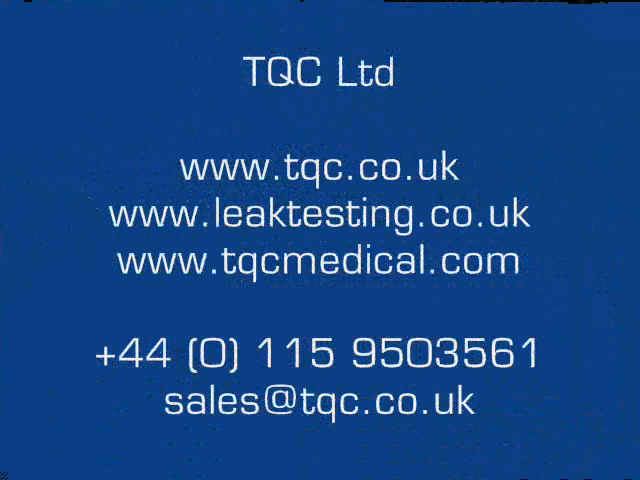 TQC Ltd
www.tqc.co.uk
www.leaktesting.co.uk
www.tqcmedical.com
+44 (0) 115 9503561
sales@tqc.co.uk